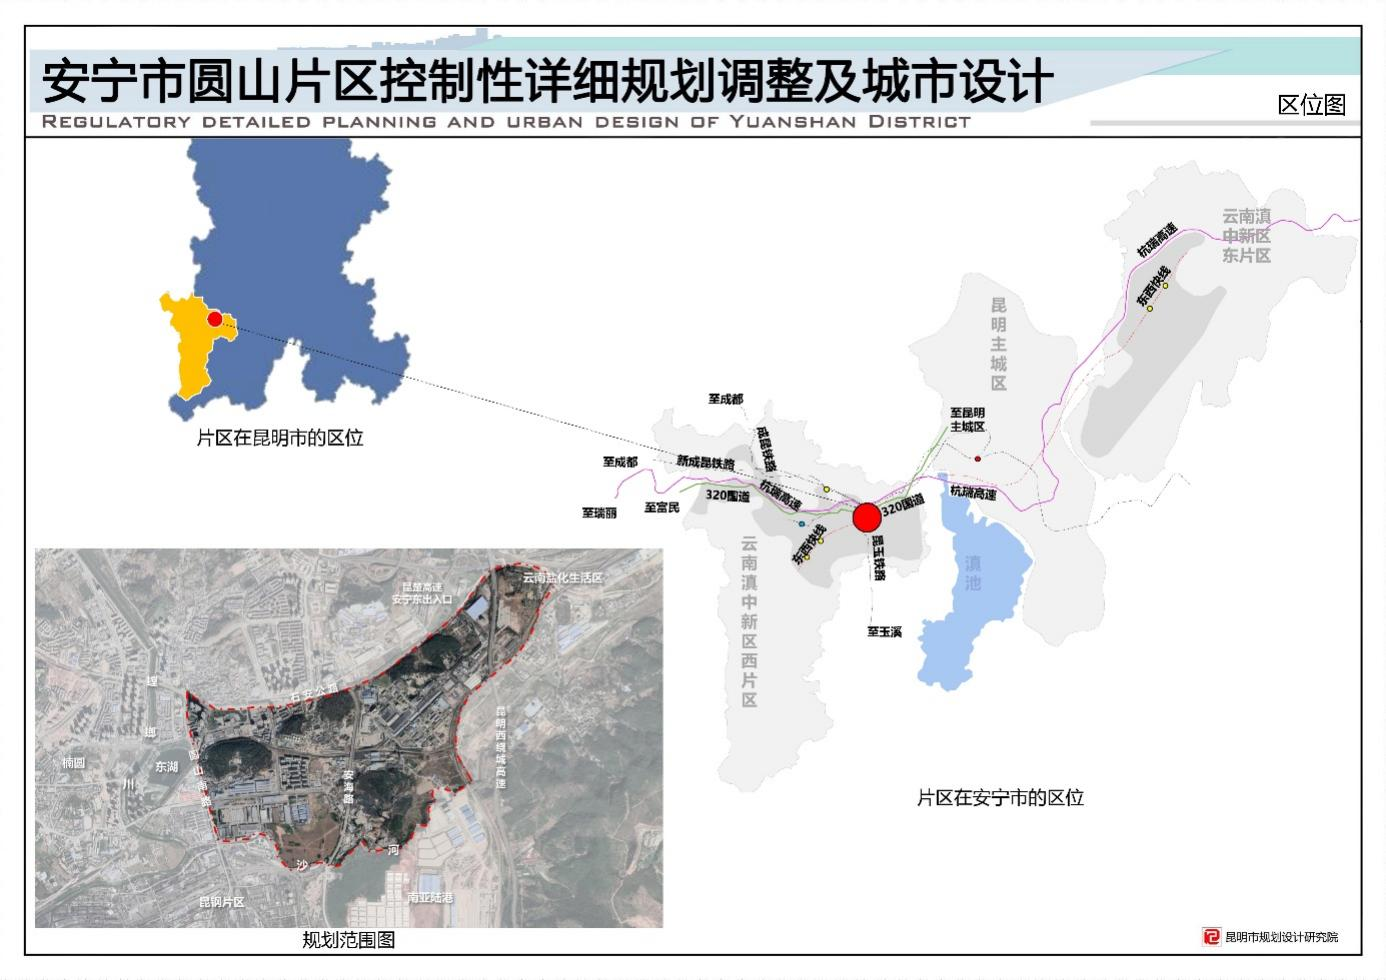 安宁市圆山片区控制性详细规划调整及城市设计
REGULATORY DETAILED PLANNING AND URBAN DESIGN OF YUANSHAN DISTRICT
区位图
片区在昆明市的区位
云南滇
中新区
东片区
杭瑞高速
东西快线
昆明主城区
至昆明
主城区
至成都
成昆铁路
至成都
新成昆铁路
杭瑞高速
320国道
至瑞丽
至富民
320国道
杭瑞高速
东西快线
昆玉铁路
至玉溪
云南滇中新区西片区
滇池
片区在安宁市的区位
云南盐化生活区
昆楚高速
安宁东出入口
石安公路
昆明西绕城高速
螳
螂
川
楠园
东湖
圆山南路
安海路
沙
河
昆钢片区
南亚陆港
规划范围图
昆明市规划设计研究院